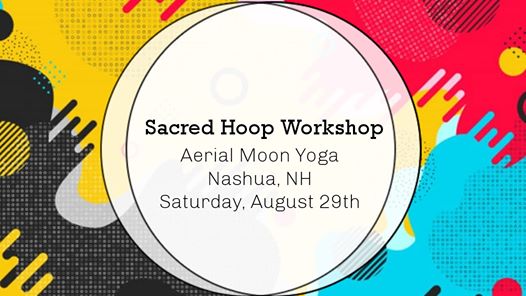 Sacred Hoop Workshop
Aerial Moon Yoga
Nashua, NH
Saturday, August 29th